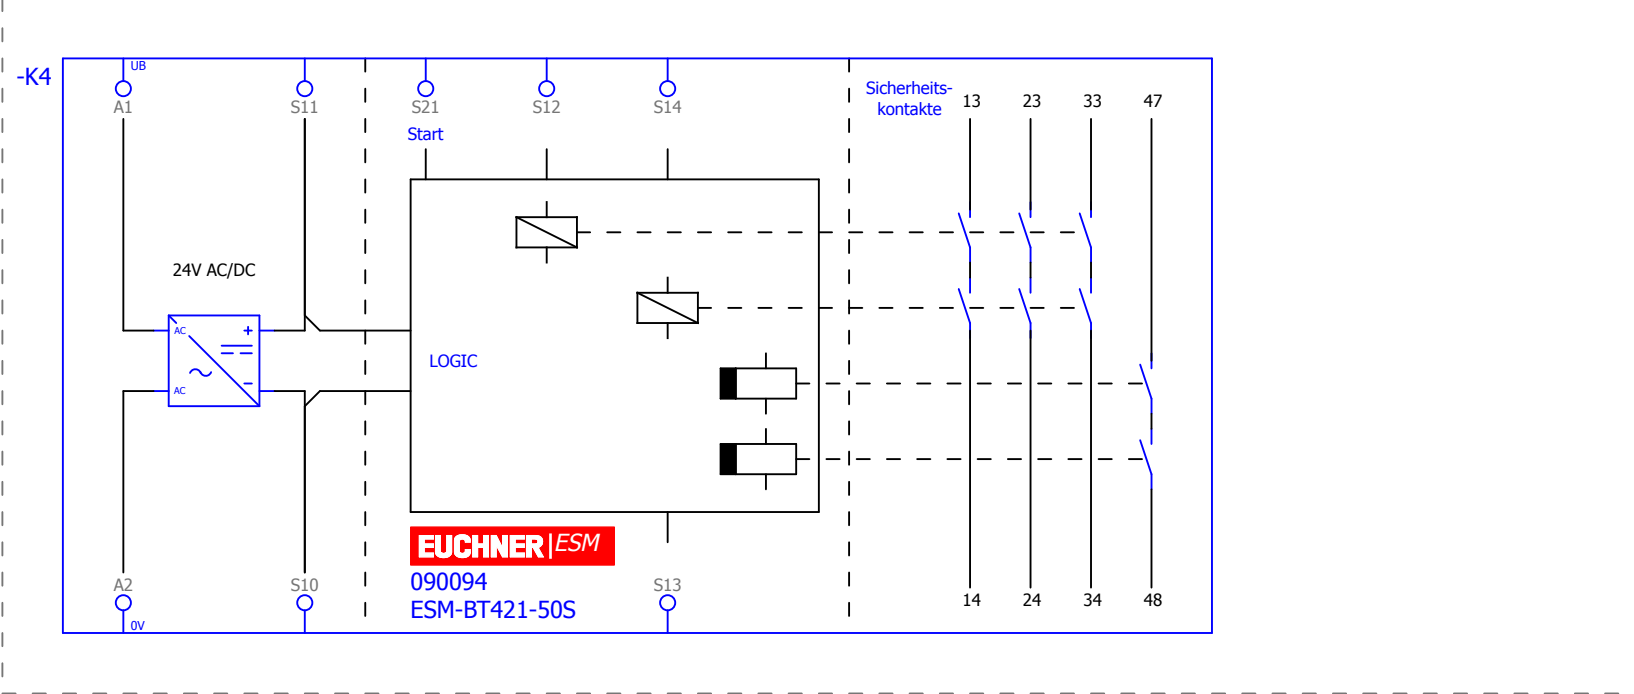 -K4
UB
A1
S11
S21
S12
S14
Start
Sicherheits-
kontakte
13
23
33
47
24V AC/DC
AC
+
AC
−
LOGIC
EUCHNER ESM
090094
ESM-BT421-50S
A2
0V
S10
S13
14
24
34
48